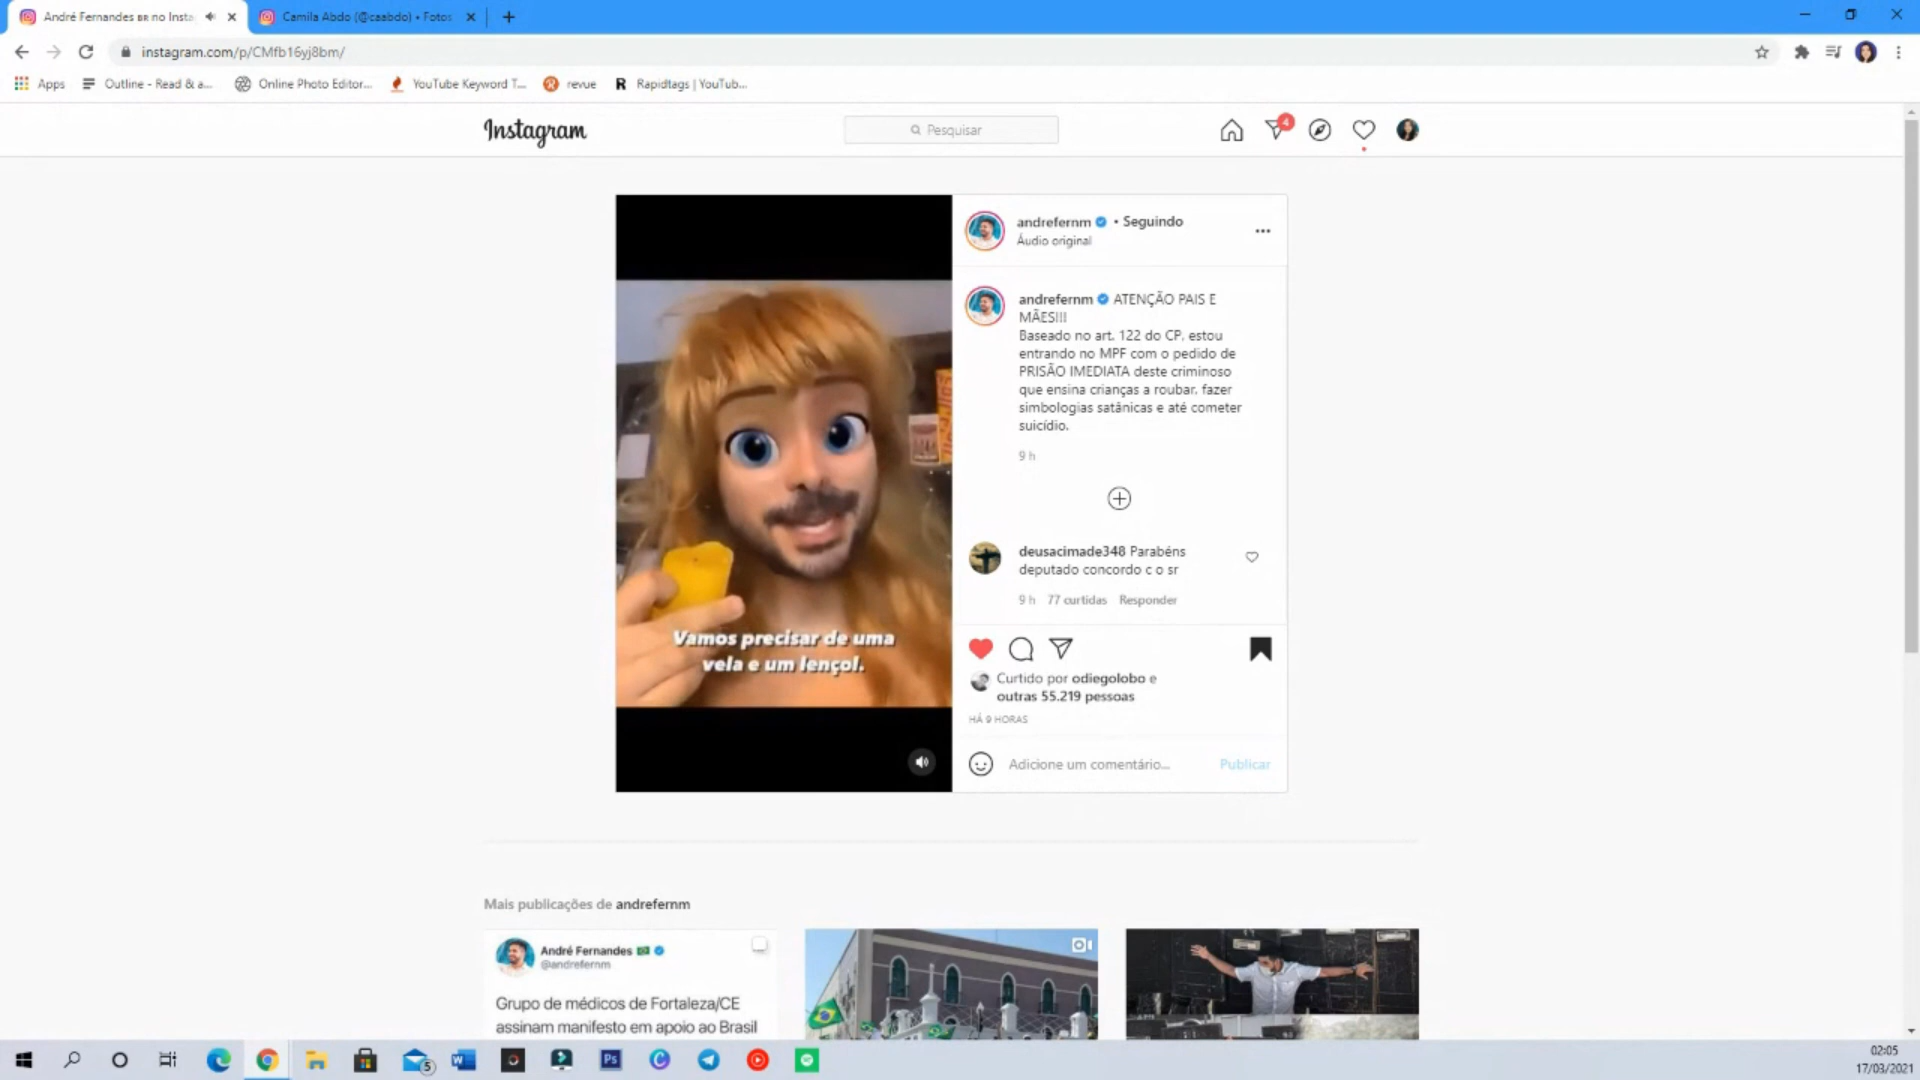 André Fernandes BR no Insta
Camila Abdo (@caabdo) • Fotos
instagram.com/p/CMfb16yj8bm/
Apps
Outline - Read & a...
Online Photo Editor...
YouTube Keyword T...
revue
Rapidtags | YouTub...
Instagram
Pesquisar
4
andrefernm • Seguindo
Áudio original
andrefernm ATENÇÃO PAIS E
MÃES!!!
Baseado no art. 122 do CP, estou
entrando no MPF com o pedido de
PRISÃO IMEDIATA deste criminoso
que ensina crianças a roubar, fazer
simbologias satânicas e até cometer
suicídio.
9 h
deusacimade348 Parabéns
deputado concordo c o sr
9 h 77 curtidas Responder
Vamos precisar de uma
vela e um lençol.
Curtido por odiegolobo e
outras 55.219 pessoas
HÁ 9 HORAS
Adicione um comentário... Publicar
Mais publicações de andrefernm
André Fernandes
@andrefernm
Grupo de médicos de Fortaleza/CE
assinam manifesto em apoio ao Brasil
5
W
Ps
02:05
17/03/2021